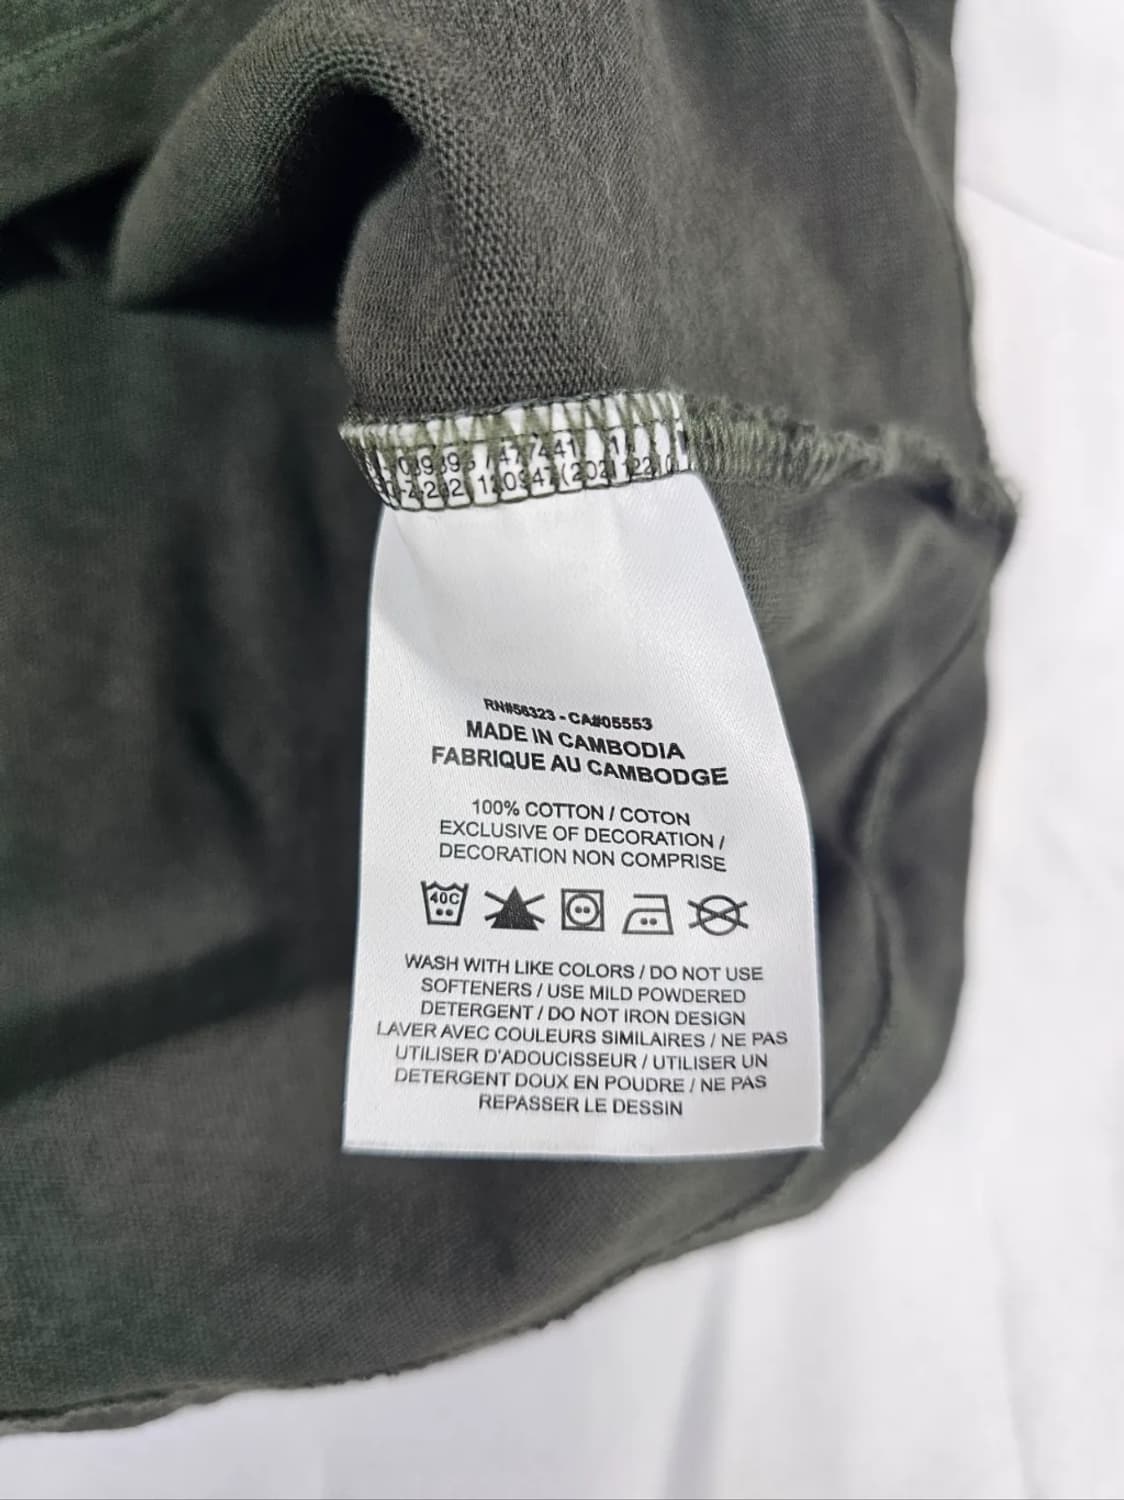 RN#56323 - CA#05553
MADE IN CAMBODIA
FABRIQUE AU CAMBODGE
100% COTTON / COTON
EXCLUSIVE OF DECORATION /
DECORATION NON COMPRISE
40C
WASH WITH LIKE COLORS / DO NOT USE
SOFTENERS / USE MILD POWDERED
DETERGENT / DO NOT IRON DESIGN
LAVER AVEC COULEURS SIMILAIRES / NE PAS
UTILISER D'ADOUCISSEUR / UTILISER UN
DETERGENT DOUX EN POUDRE / NE PAS
REPASSER LE DESSIN